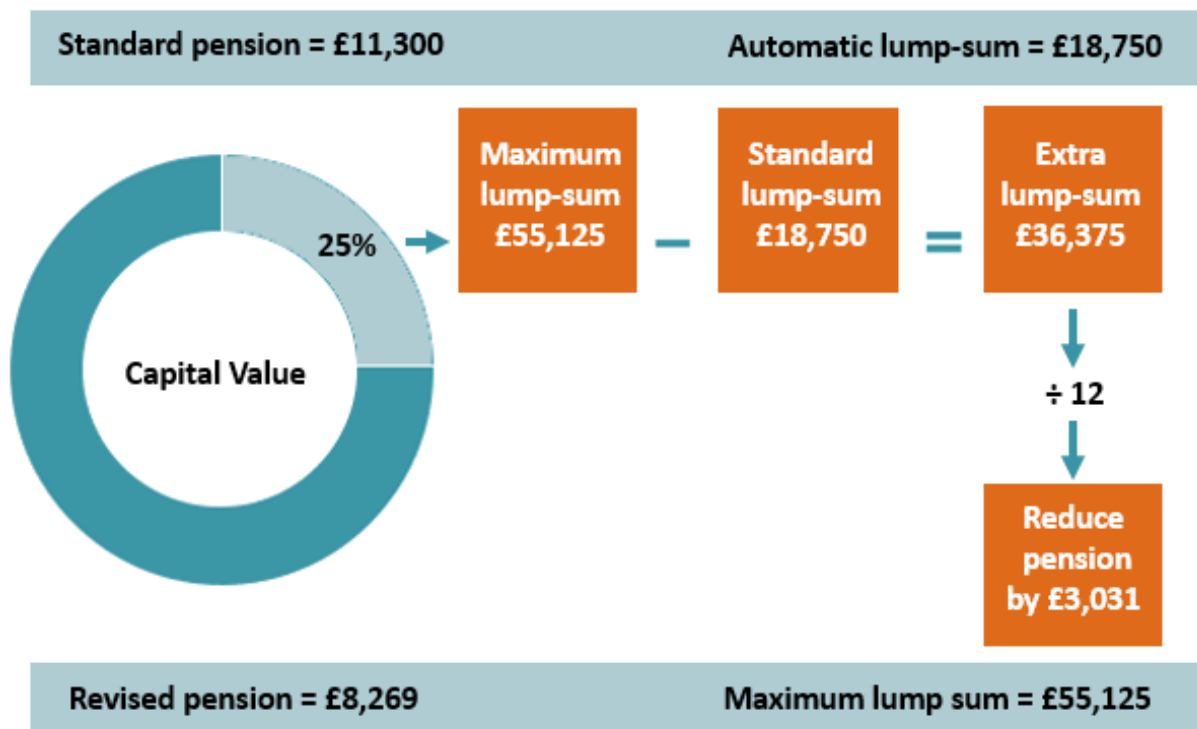 Standard pension = £11,300
Automatic lump-sum = £18,750
Maximum
lump-sum
£55,125
–
Standard
lump-sum
£18,750
=
Extra
lump-sum
£36,375
25%
Capital Value
÷ 12
Reduce
pension
by £3,031
Revised pension = £8,269
Maximum lump sum = £55,125